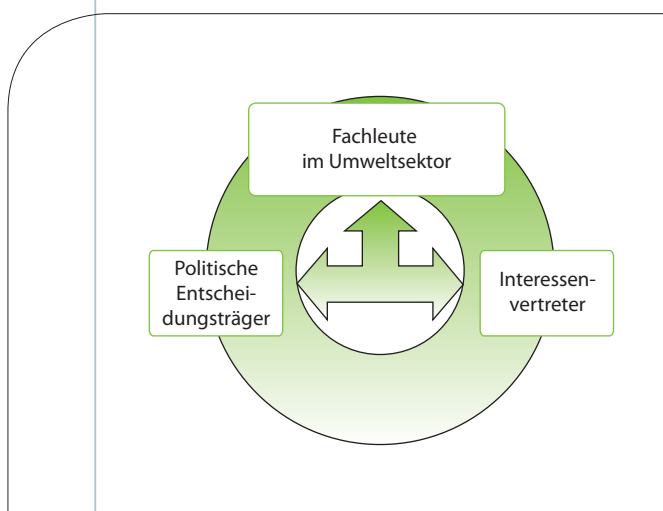 Fachleute
im Umweltsektor
Politische
Entschei-
dungsträger
Interessen-
vertreter